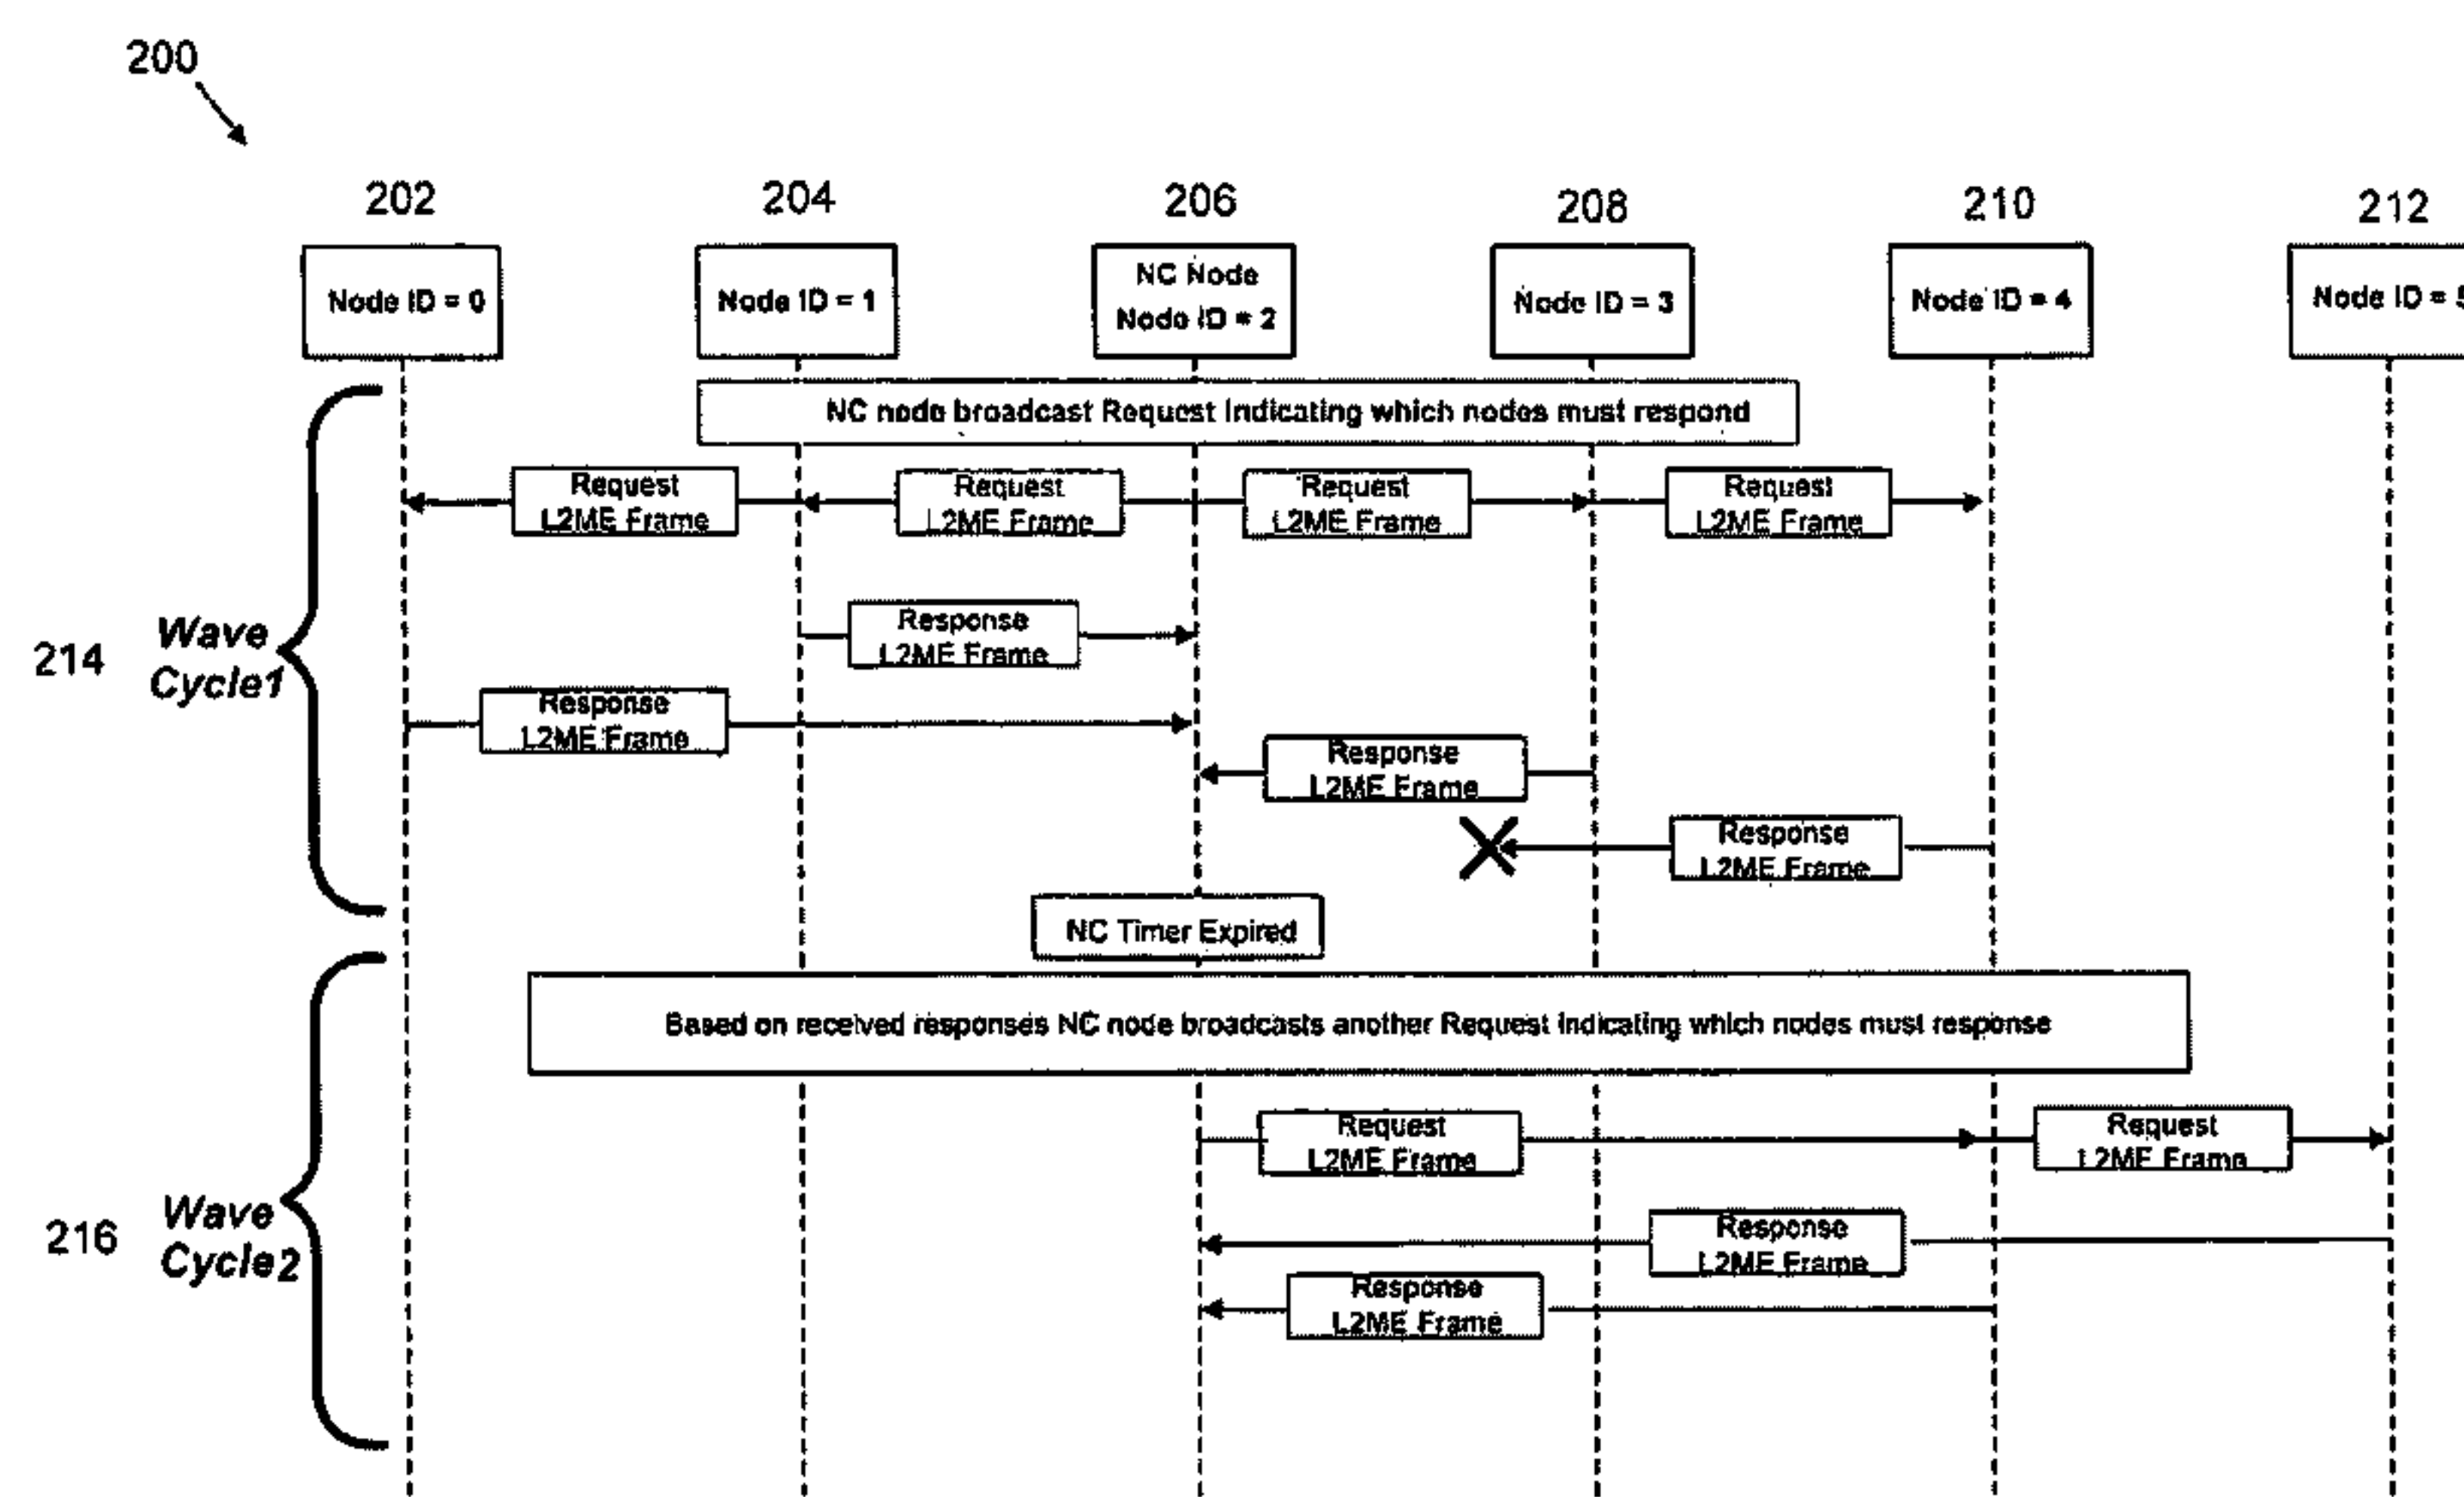 200
202
204
206
208
210
212
Node ID = 0
Node ID = 1
NC Node
Node ID = 2
Node ID = 3
Node ID = 4
Node ID = 5
NC node broadcast Request Indicating which nodes must respond
Request
L2ME Frame
Request
L2ME Frame
Request
L2ME Frame
Request
L2ME Frame
Response
L2ME Frame
214
Wave
Cycle1
Response
L2ME Frame
Response
L2ME Frame
Response
L2ME Frame
NC Timer Expired
Based on received responses NC node broadcasts another Request Indicating which nodes must response
Request
L2ME Frame
Request
L2ME Frame
216
Wave
Cycle2
Response
L2ME Frame
Response
L2ME Frame